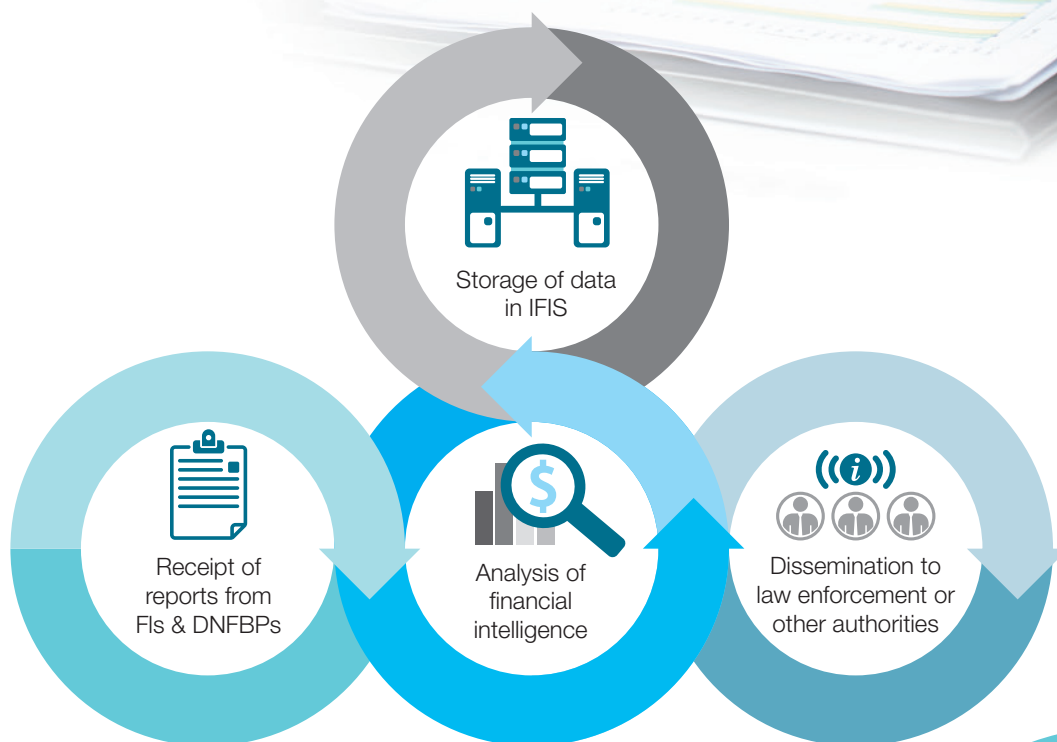 Storage of data
in IFIS
Receipt of
reports from
FIs & DNFBPs
$
Analysis of
financial
intelligence
i
Dissemination to
law enforcement or
other authorities